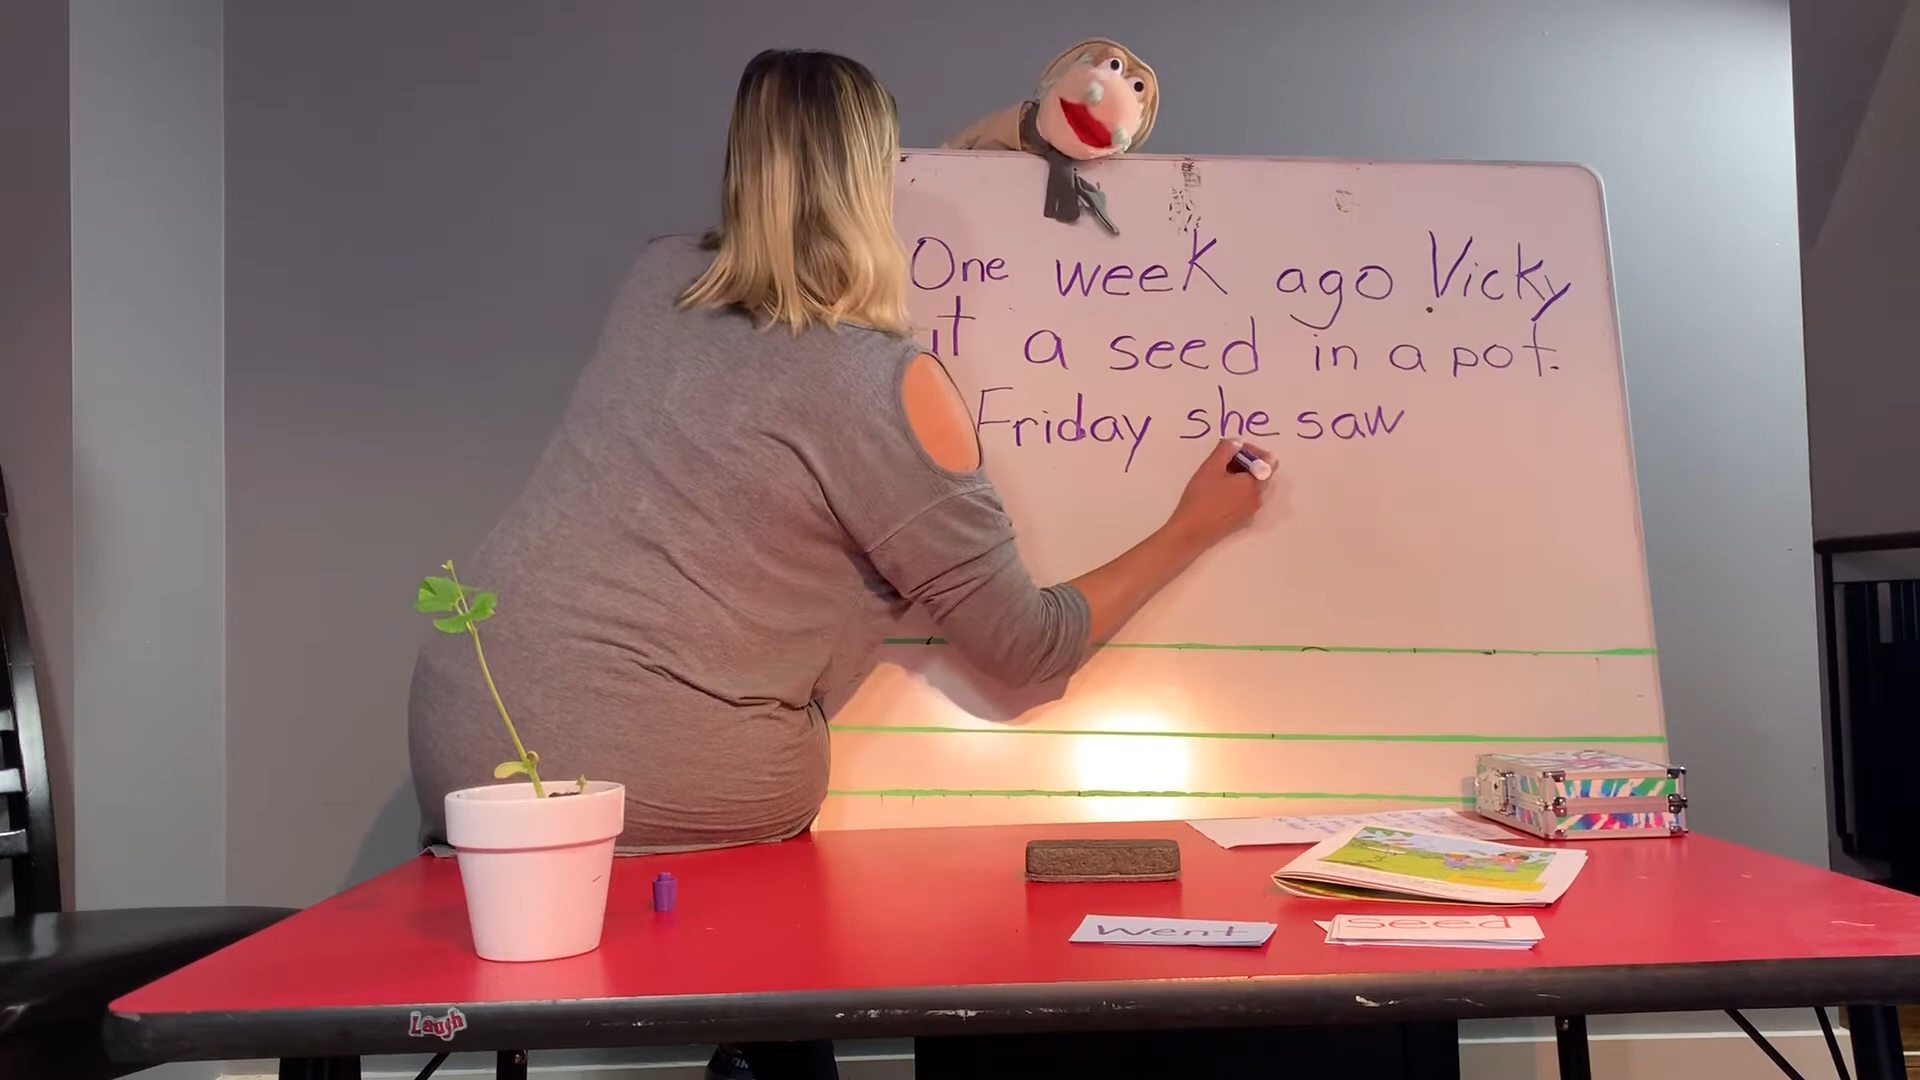 One week ago Vicky
a seed in a pot.
Friday she saw
went
seed
Laugh